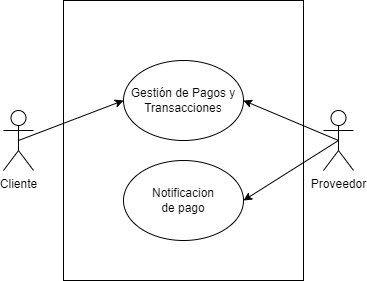 Gestión de Pagos y
Transacciones
Cliente
Proveedor
Notificacion
de pago